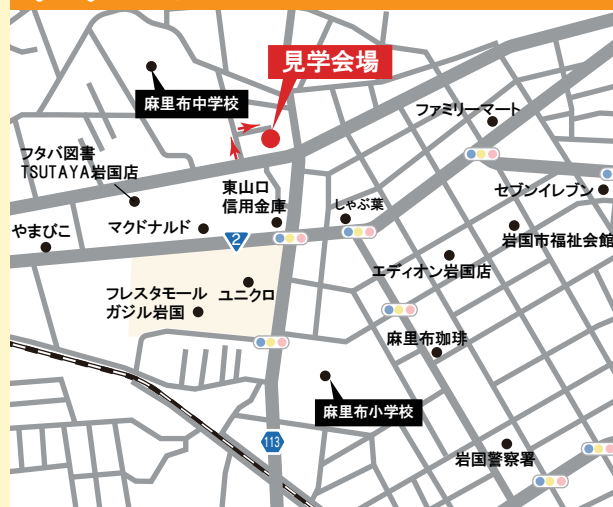 見学会場
麻里布中学校
ファミリーマート
フタバ図書
TSUTAYA岩国店
東山口
信用金庫
しゃぶ葉
セブンイレブン
やまびこ
マクドナルド
2
岩国市福祉会館
エディオン岩国店
フレスタモール
ガジル岩国
ユニクロ
麻里布珈琲
麻里布小学校
113
岩国警察署